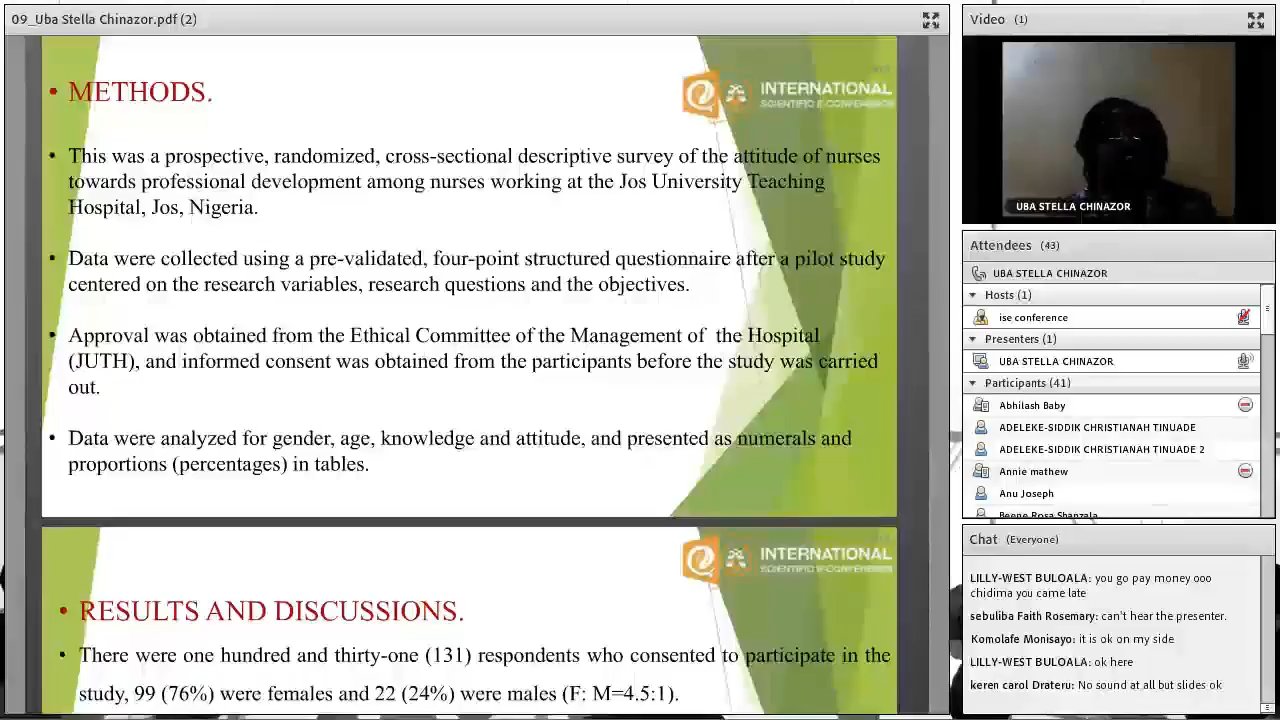 09_Uba Stella Chinazor.pdf (2)
• METHODS.
INTERNATIONAL
SCIENTIFIC E-CONFERENCE
• This was a prospective, randomized, cross-sectional descriptive survey of the attitude of nurses
towards professional development among nurses working at the Jos University Teaching
Hospital, Jos, Nigeria.
• Data were collected using a pre-validated, four-point structured questionnaire after a pilot study
centered on the research variables, research questions and the objectives.
• Approval was obtained from the Ethical Committee of the Management of the Hospital
(JUTH), and informed consent was obtained from the participants before the study was carried
out.
• Data were analyzed for gender, age, knowledge and attitude, and presented as numerals and
proportions (percentages) in tables.
INTERNATIONAL
SCIENTIFIC E-CONFERENCE
• RESULTS AND DISCUSSIONS.
• There were one hundred and thirty-one (131) respondents who consented to participate in the
study, 99 (76%) were females and 22 (24%) were males (F: M=4.5:1).
Video (1)
UBA STELLA CHINAZOR
Attendees (43)
UBA STELLA CHINAZOR
Hosts (1)
ise conference
Presenters (1)
UBA STELLA CHINAZOR
Participants (41)
Abhilash Baby
ADELEKE-SIDDIK CHRISTIANAH TINUADE
ADELEKE-SIDDIK CHRISTIANAH TINUADE 2
Annie mathew
Anu Joseph
Chat (Everyone)
LILLY-WEST BULOALA: you go pay money ooo
chidima you came late
sebuliba Faith Rosemary: can't hear the presenter.
Komolafe Monisayo: it is ok on my side
LILLY-WEST BULOALA: ok here
keren carol Drateru: No sound at all but slides ok